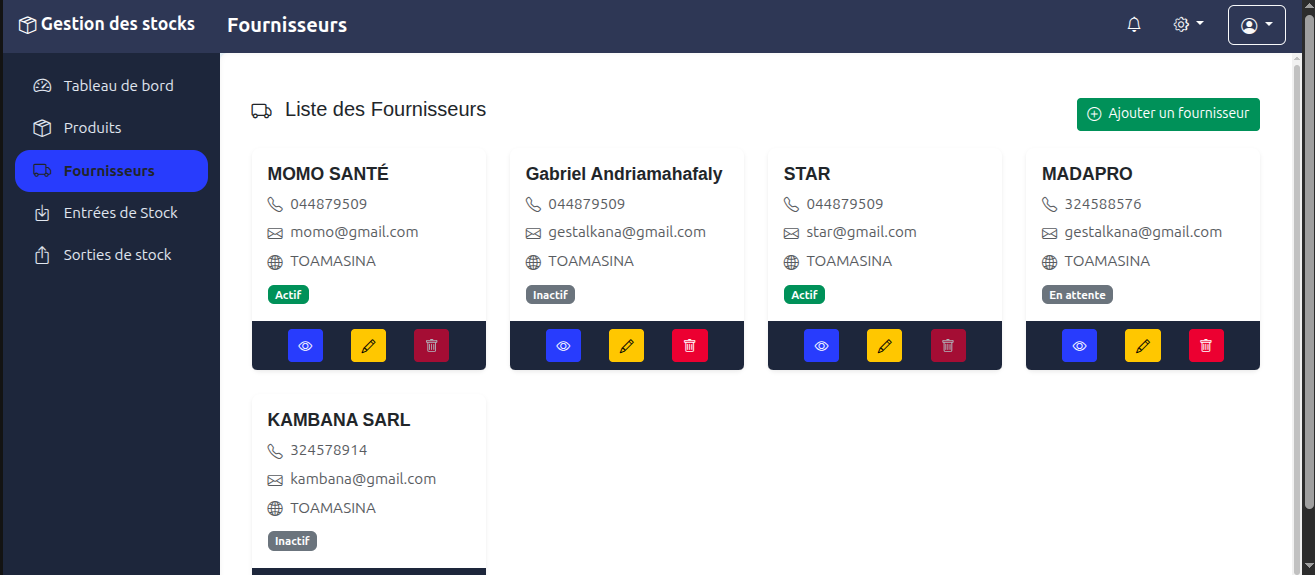 Gestion des stocks
Fournisseurs
Tableau de bord
Produits
Fournisseurs
Entrées de Stock
Sorties de stock
Liste des Fournisseurs
Ajouter un fournisseur
MOMO SANTÉ
044879509
momo@gmail.com
TOAMASINA
Actif
Gabriel Andriamahafaly
044879509
gestalkana@gmail.com
TOAMASINA
Inactif
STAR
044879509
star@gmail.com
TOAMASINA
Actif
MADAPRO
324588576
gestalkana@gmail.com
TOAMASINA
En attente
KAMBANA SARL
324578914
kambana@gmail.com
TOAMASINA
Inactif